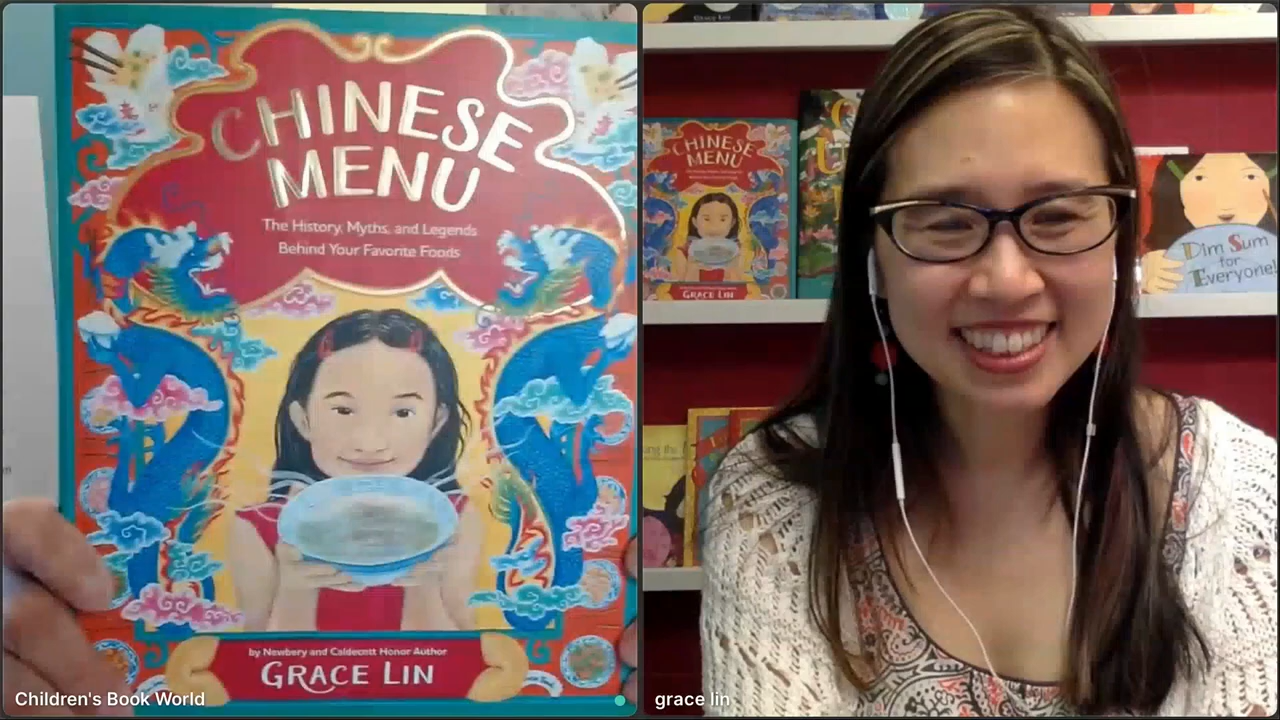 CHINESE
MENU
The History, Myths, and Legends
Behind Your Favorite Foods
by Newbery and Caldecott Honor Author
GRACE LIN
Children's Book World
GRACE LIN
CHINESE
MENU
GRACE LIN
Dim Sum
for
Everyone!
grace lin